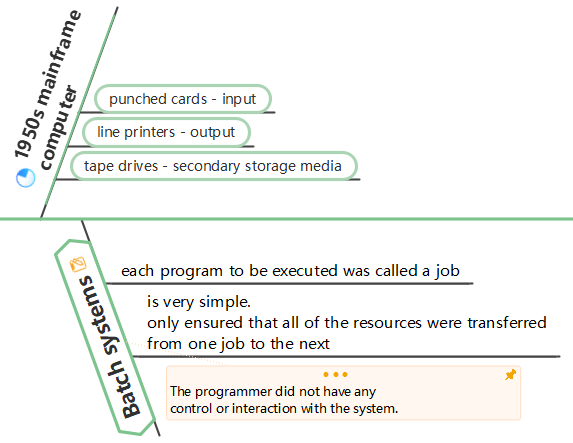 1950s mainframe
computer
punched cards - input
line printers - output
tape drives - secondary storage media
Batch systems
each program to be executed was called a job
is very simple.
only ensured that all of the resources were transferred
from one job to the next
The programmer did not have any
control or interaction with the system.